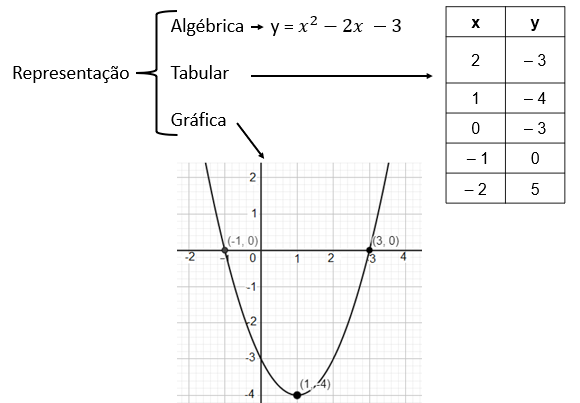 Algébrica → y = x² − 2x − 3
Representação
Tabular
Gráfica
x y
2 – 3
1 – 4
0 – 3
– 1 0
– 2 5
2
1
(-1, 0) (3, 0)
-2 -1 0 1 2 3 4
-1
-2
-3
(1, -4)
-4